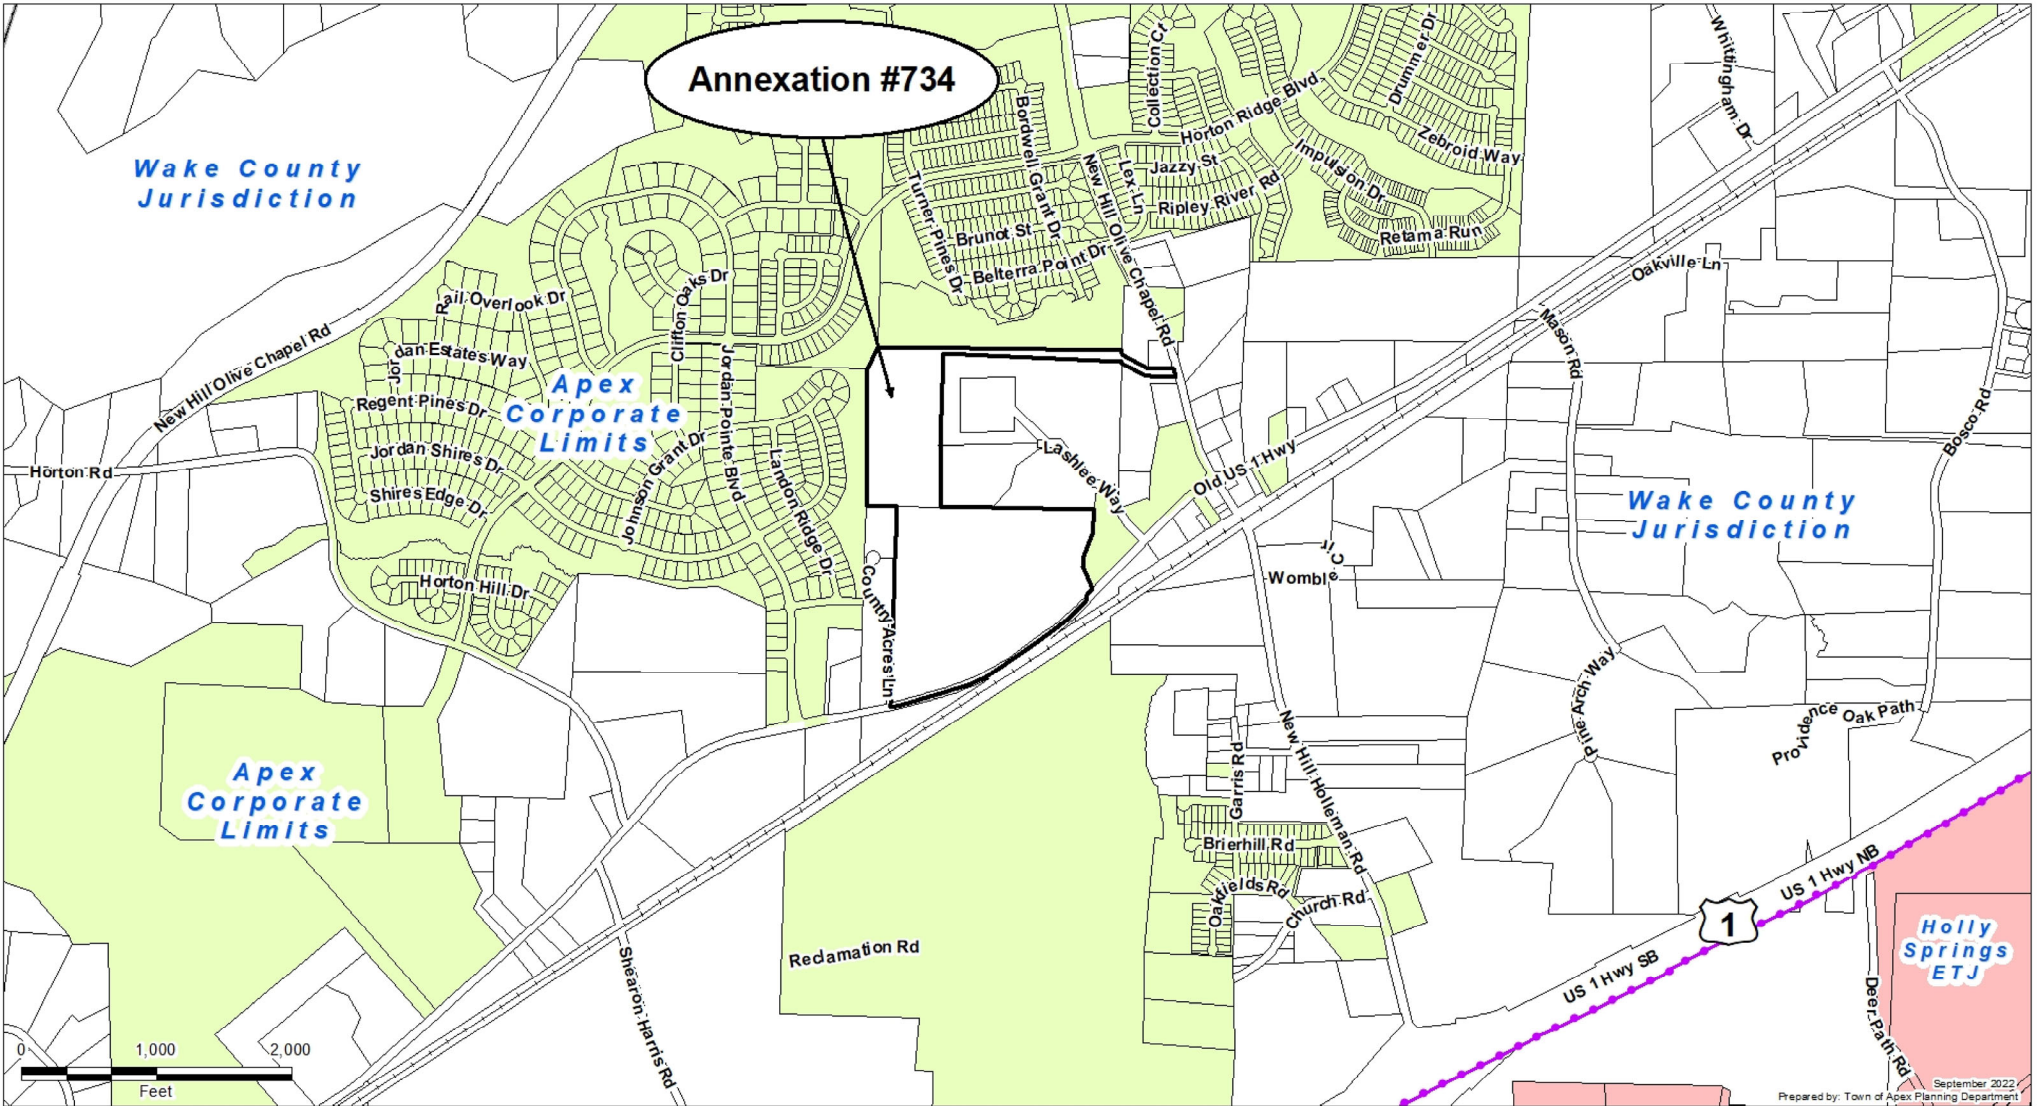 Annexation #734
Collection Cr
Drummer Dr
Whittingham Dr
Bordwell Grant Dr
Horton Ridge Blvd
Zebroid Way
Wake County
Jurisdiction
Turner Pines Dr
New Hill Olive Chapel Rd
Lex Ln
Jazzy St
Impulsion Dr
Ripley River Rd
Brunot St
Retama Run
Belterra Point Dr
Oakville Ln
Clifton Oaks Dr
Rail Overlook Dr
New Hill Olive Chapel Rd
Jordan Estates Way
Jordan Pointe Blvd
Mason Rd
Apex
Corporate
Limits
Regent Pines Dr
Bosco Rd
Jordan Shires Dr
Johnson Grant Dr
Landon Ridge Dr
Lashlee Way
Old US 1 Hwy
Horton Rd
Shires Edge Dr
Wake County
Jurisdiction
Horton Hill Dr
Country Acres Ln
Womble Cir
Pine Arch Way
Providence Oak Path
New Hill Holleman Rd
Garris Rd
Apex
Corporate
Limits
Brierhill Rd
Oakfields Rd
Church Rd
US 1 Hwy NB
1
US 1 Hwy SB
Holly
Springs
ETJ
Reclamation Rd
Shearon Harris Rd
Deer Path Rd
0 1,000 2,000
Feet
September 2022
Prepared by: Town of Apex Planning Department